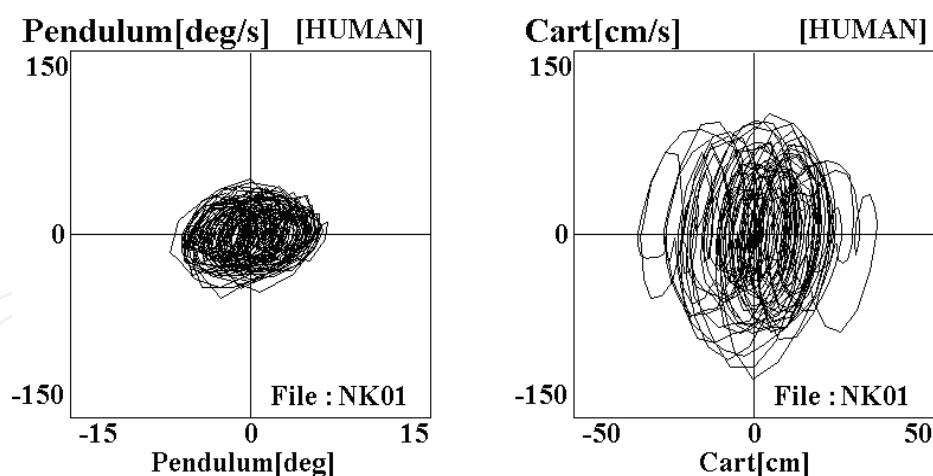 Pendulum[deg/s] [HUMAN]
150
0
-150
File : NK01
-15 0 15
Pendulum[deg]
Cart[cm/s] [HUMAN]
150
0
-150
File : NK01
-50 0 50
Cart[cm]